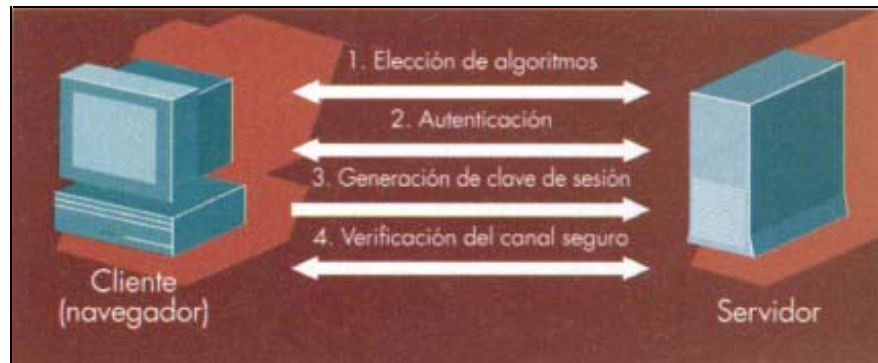 1. Elección de algoritmos
2. Autenticación
3. Generación de clave de sesión
4. Verificación del canal seguro
Cliente
(navegador)
Servidor